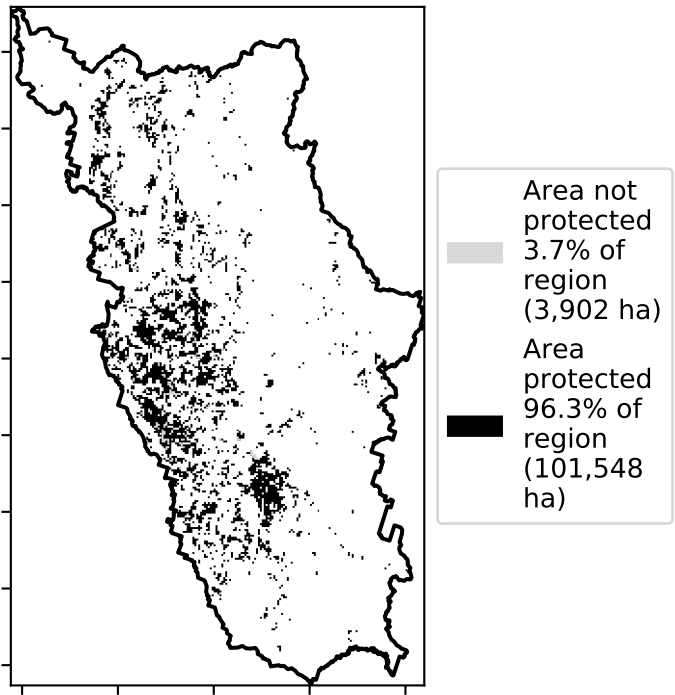 Area not
protected
3.7% of
region
(3,902 ha)
Area
protected
96.3% of
region
(101,548
ha)